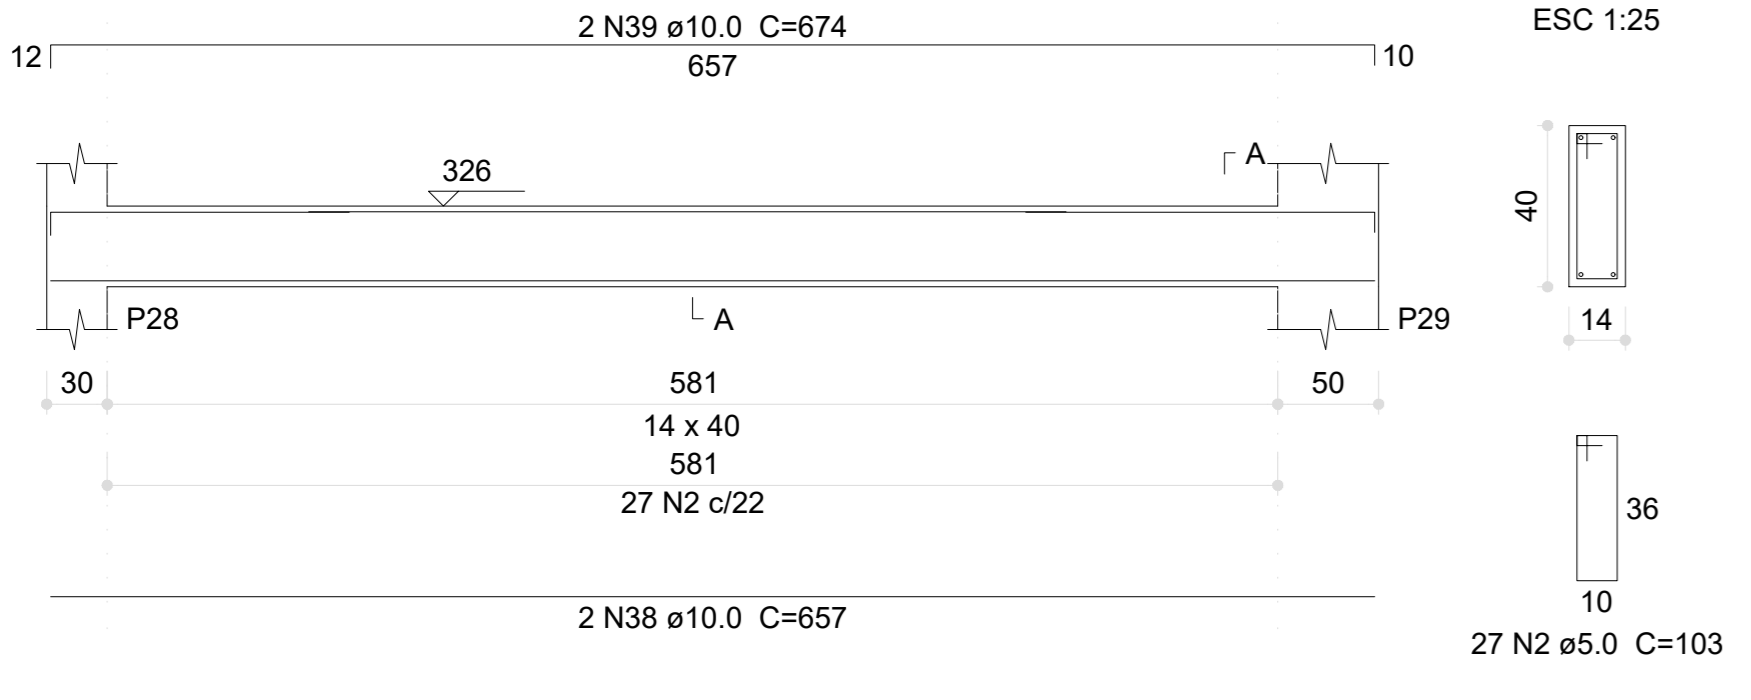 2 N39 ø10.0 C=674
ESC 1:25
12
657
10
326
A
40
P28
A
P29
14
30
581
50
14 x 40
581
27 N2 c/22
36
10
2 N38 ø10.0 C=657
27 N2 ø5.0 C=103